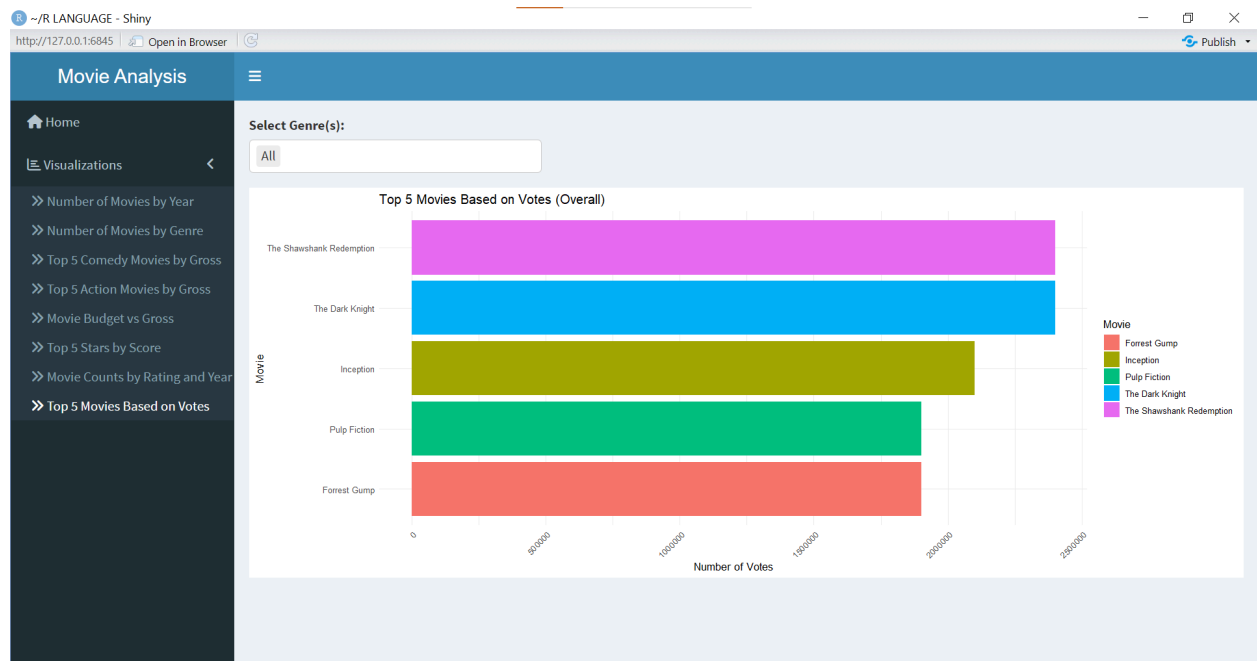 ~/R LANGUAGE - Shiny
http://127.0.0.1:6845 Open in Browser Publish
Movie Analysis
Home
Visualizations
Number of Movies by Year
Number of Movies by Genre
Top 5 Comedy Movies by Gross
Top 5 Action Movies by Gross
Movie Budget vs Gross
Top 5 Stars by Score
Movie Counts by Rating and Year
Top 5 Movies Based on Votes
Select Genre(s):
All
Top 5 Movies Based on Votes (Overall)
Movie
The Shawshank Redemption
The Dark Knight
Inception
Pulp Fiction
Forrest Gump
0 500000 1000000 1500000 2000000 2500000
Number of Votes
Movie
Forrest Gump
Inception
Pulp Fiction
The Dark Knight
The Shawshank Redemption